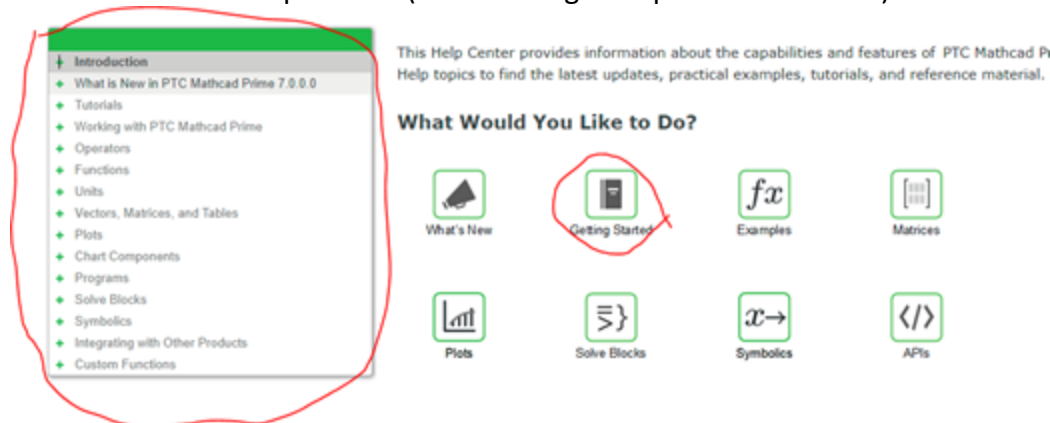 Introduction
What is New in PTC Mathcad Prime 7.0.0.0
Tutorials
Working with PTC Mathcad Prime
Operators
Functions
Units
Vectors, Matrices, and Tables
Plots
Chart Components
Programs
Solve Blocks
Symbolics
Integrating with Other Products
Custom Functions
This Help Center provides information about the capabilities and features of PTC Mathcad
Help topics to find the latest updates, practical examples, tutorials, and reference material.
What Would You Like to Do?
What's New
Getting Started
fx
Examples
Matrices
Plots
Solve Blocks
x→
Symbolics
</>
APIs